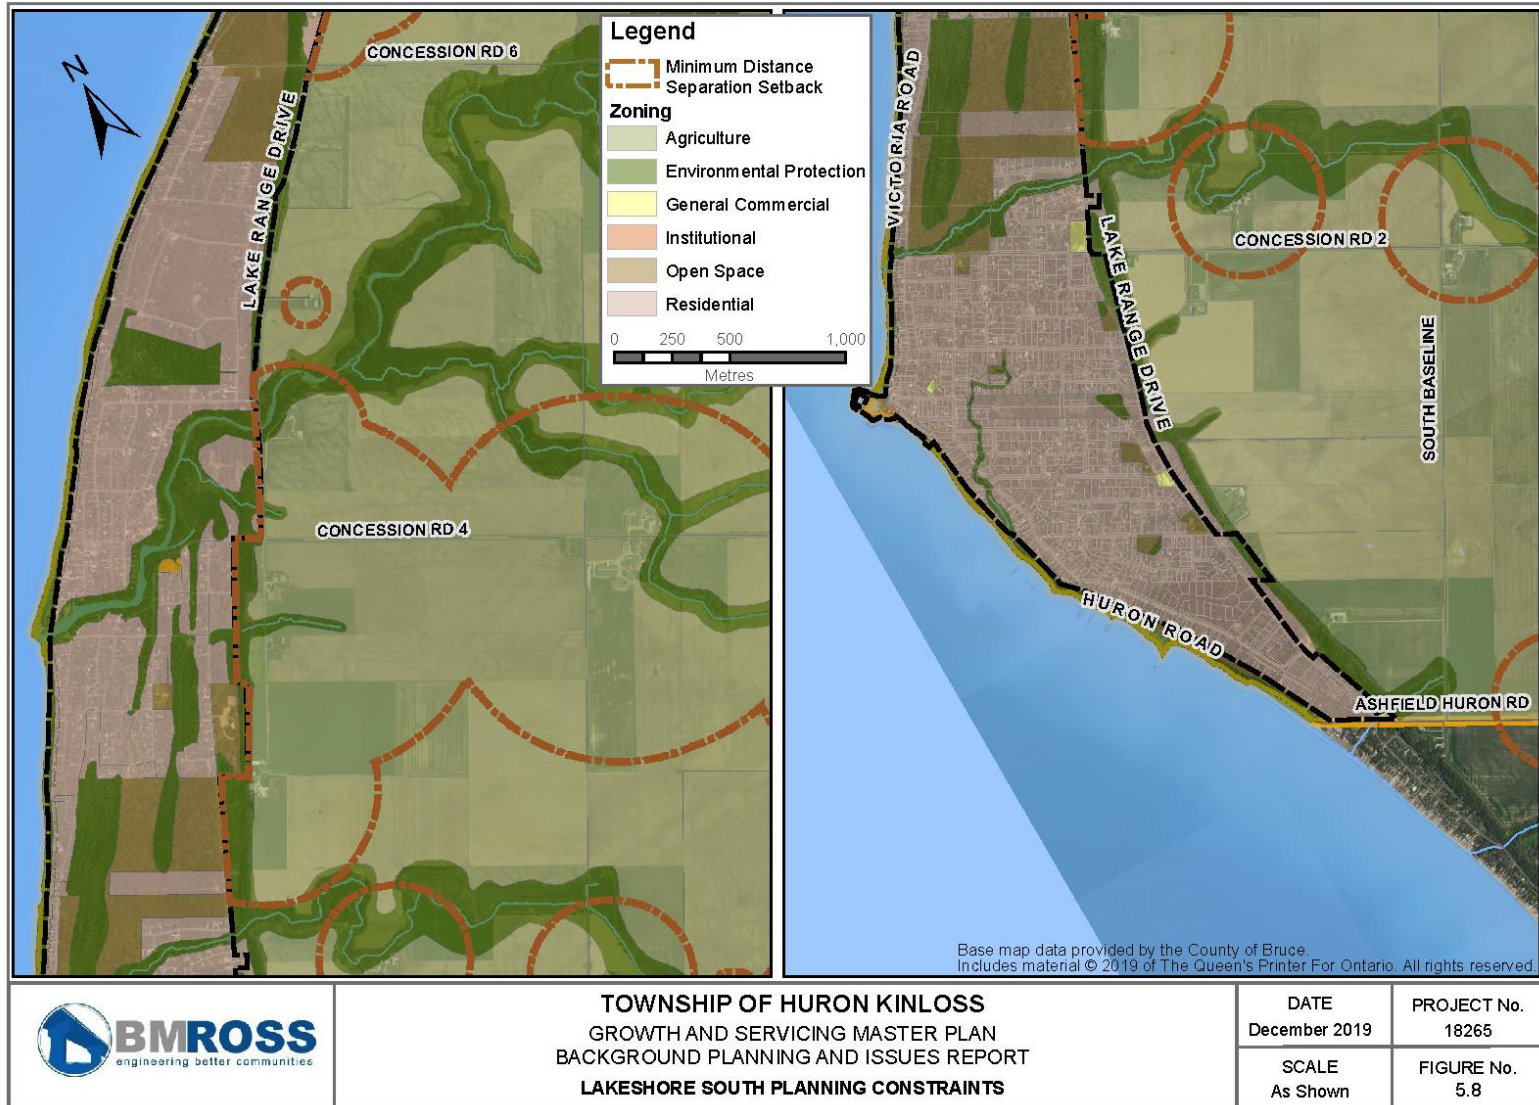 N
CONCESSION RD 6
LAKE RANGE DRIVE
CONCESSION RD 4
Legend
Minimum Distance
Separation Setback
Zoning
Agriculture
Environmental Protection
General Commercial
Institutional
Open Space
Residential
0 250 500 1,000
Metres
VICTORIA ROAD
LAKE RANGE DRIVE
CONCESSION RD 2
SOUTH BASELINE
HURON ROAD
ASHFIELD HURON RD
Base map data provided by the County of Bruce.
Includes material © 2019 of The Queen's Printer For Ontario. All rights reserved.
BMROSS
engineering better communities
TOWNSHIP OF HURON KINLOSS
GROWTH AND SERVICING MASTER PLAN
BACKGROUND PLANNING AND ISSUES REPORT
LAKESHORE SOUTH PLANNING CONSTRAINTS
DATE
December 2019
PROJECT No.
18265
SCALE
As Shown
FIGURE No.
5.8